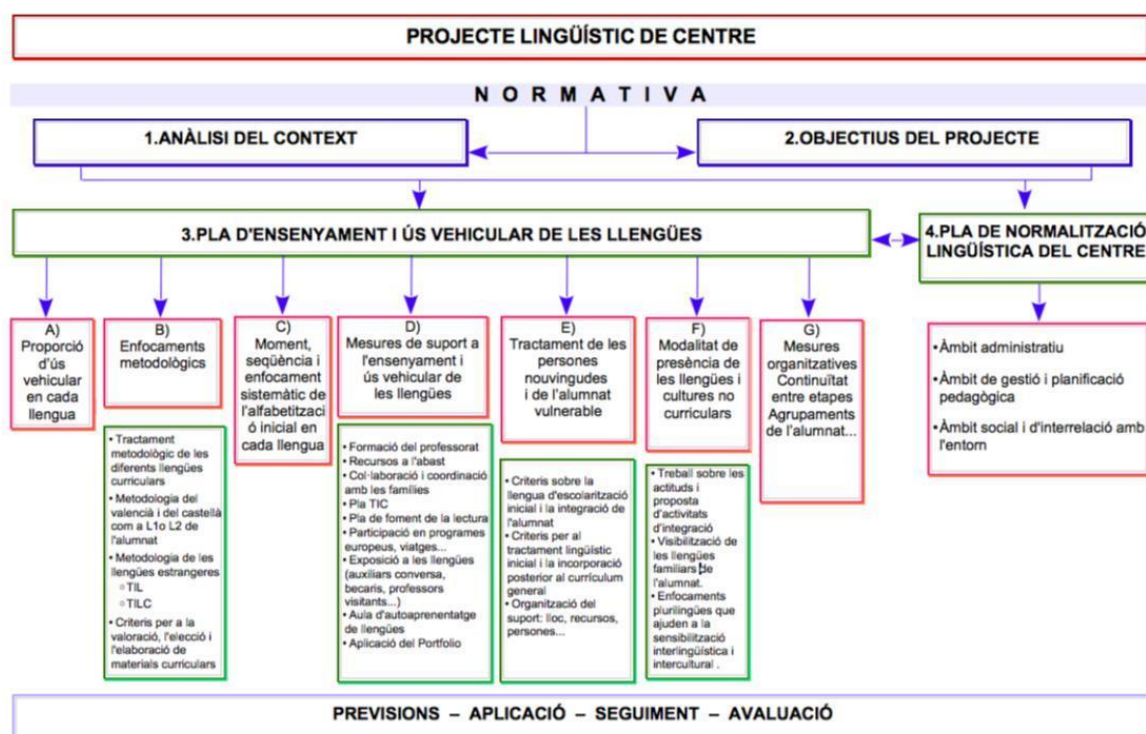 PROJECTE LINGÜÍSTIC DE CENTRE
N O R M A T I V A
1.ANÀLISI DEL CONTEXT
2.OBJECTIUS DEL PROJECTE
3.PLA D'ENSENYAMENT I ÚS VEHICULAR DE LES LLENGÜES
4.PLA DE NORMALITZACIÓ
LINGÜÍSTICA DEL CENTRE
A)
Proporció
d'ús
vehicular
en cada
llengua
B)
Enfocaments
metodològics
• Tractament
metodològic de les
diferents llengües
curriculars
• Metodologia del
valencià i del castellà
com a L1o L2 de
l'alumnat
• Metodologia de les
llengües estrangeres
○ TIL
○ TILC
• Criteris per a la
valoració, l'elecció i
l'elaboració de
materials curriculars
C)
Moment,
seqüència i
enfocament
sistemàtic de
l'alfabetitzaci
ó inicial en
cada llengua
D)
Mesures de suport a
l'ensenyament i
ús vehicular de
les llengües
• Formació del professorat
• Recursos a l'abast
• Col·laboració i coordinació
amb les famílies
• Pla TIC
• Pla de foment de la lectura
• Participació en programes
europeus, viatges...
• Exposició a les llengües
(auxiliars conversa,
becaris, professors
visitants...)
• Aula d'autoaprenentatge
de llengües
• Aplicació del Portfolio
E)
Tractament de les
persones
nouvingudes
i de l'alumnat
vulnerable
• Criteris sobre la
llengua d'escolarització
inicial i la integració de
l'alumnat
• Criteris per al
tractament lingüístic
inicial i la incorporació
posterior al currículum
general
• Organització del
suport: lloc, recursos,
persones...
F)
Modalitat de
presència de
les llengües i
cultures no
curriculars
• Treball sobre les
actituds i
proposta
d'activitats
d'integració
• Visibilització de
les llengües
familiars de
l'alumnat.
• Enfocaments
plurilingües que
ajuden a la
sensibilització
interlingüística i
intercultural .
G)
Mesures
organitzatives
Continuïtat
entre etapes
Agrupaments
de l'alumnat...
• Àmbit administratiu
• Àmbit de gestió i planificació
pedagògica
• Àmbit social i d'interrelació amb
l'entorn
PREVISIONS – APLICACIÓ – SEGUIMENT – AVALUACIÓ